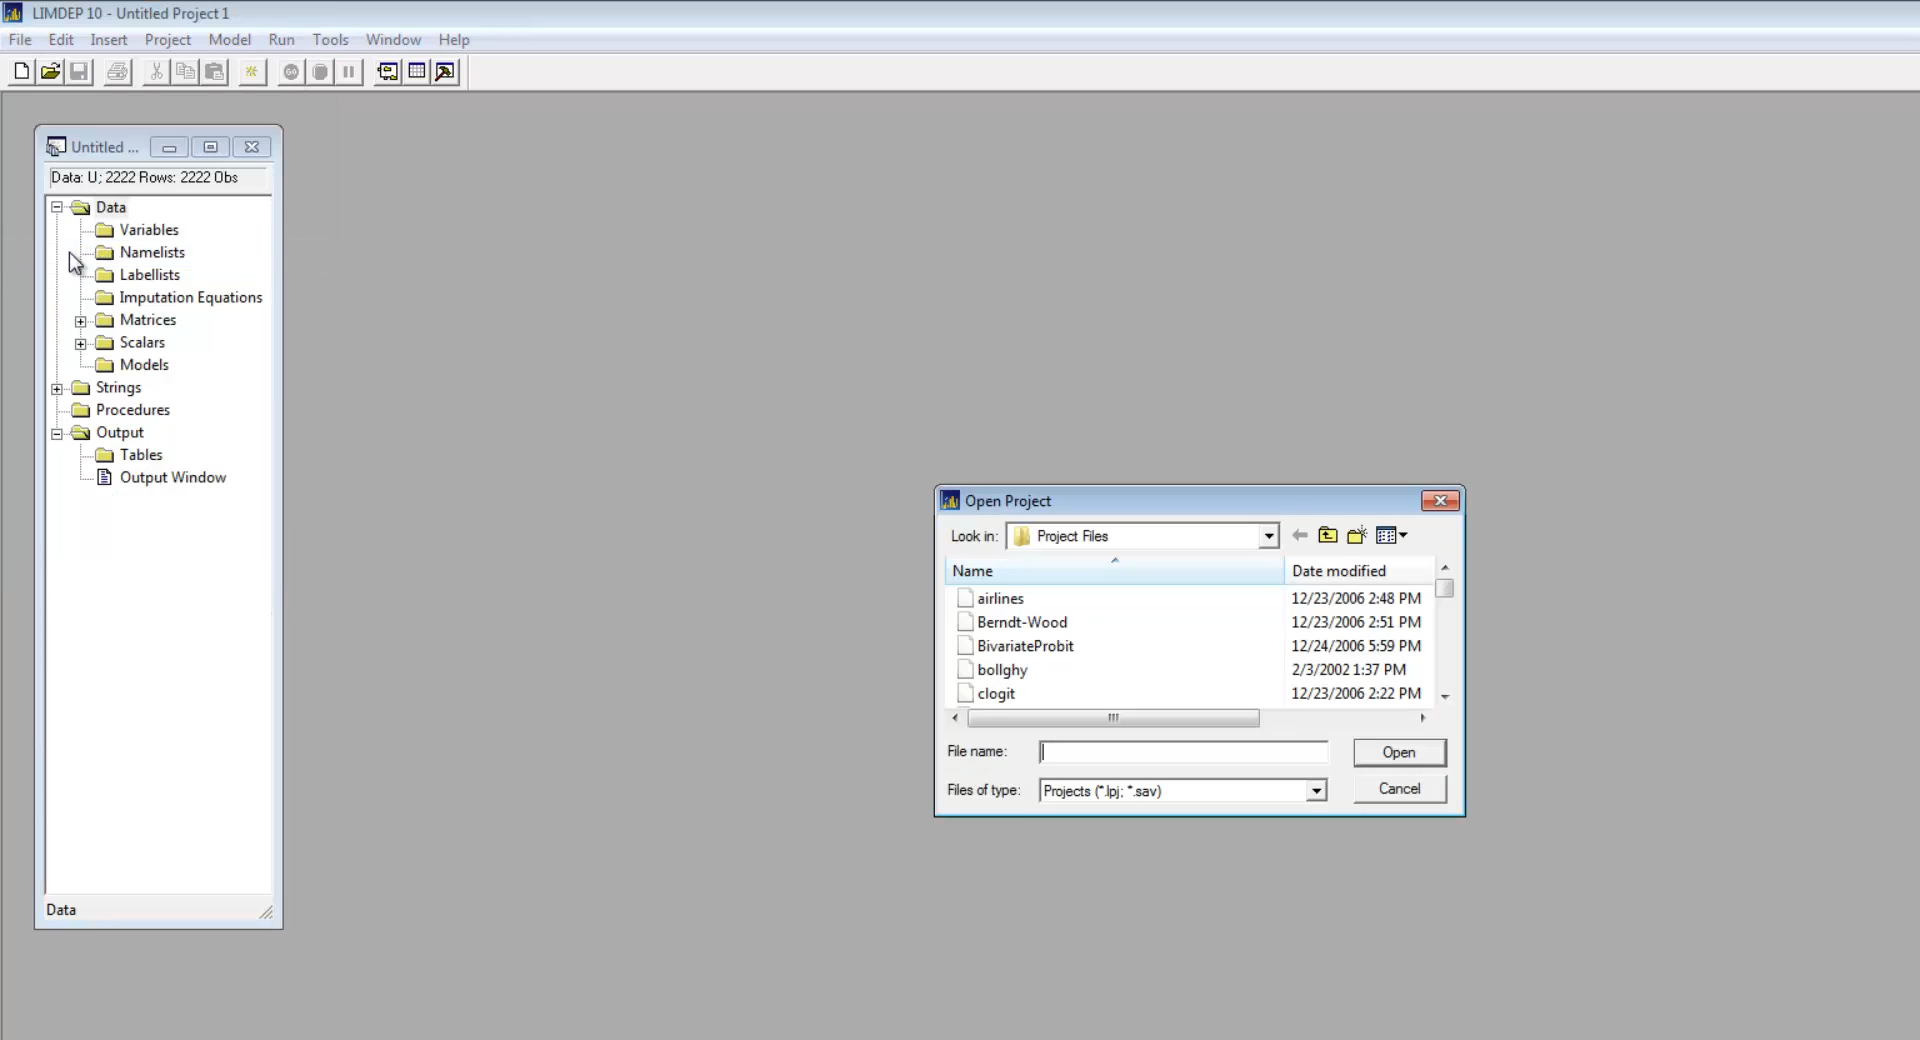 LIMDEP 10 - Untitled Project 1
File Edit Insert Project Model Run Tools Window Help
GO
Untitled ...
Data: U; 2222 Rows: 2222 Obs
Data
Variables
Namelists
Labellists
Imputation Equations
Matrices
Scalars
Models
Strings
Procedures
Output
Tables
Output Window
Data
Open Project
Look in: Project Files
Name Date modified
airlines 12/23/2006 2:48 PM
Berndt-Wood 12/23/2006 2:51 PM
BivariateProbit 12/24/2006 5:59 PM
bollghy 2/3/2002 1:37 PM
clogit 12/23/2006 2:22 PM
File name: Open
Files of type: Projects (*.lpj; *.sav) Cancel